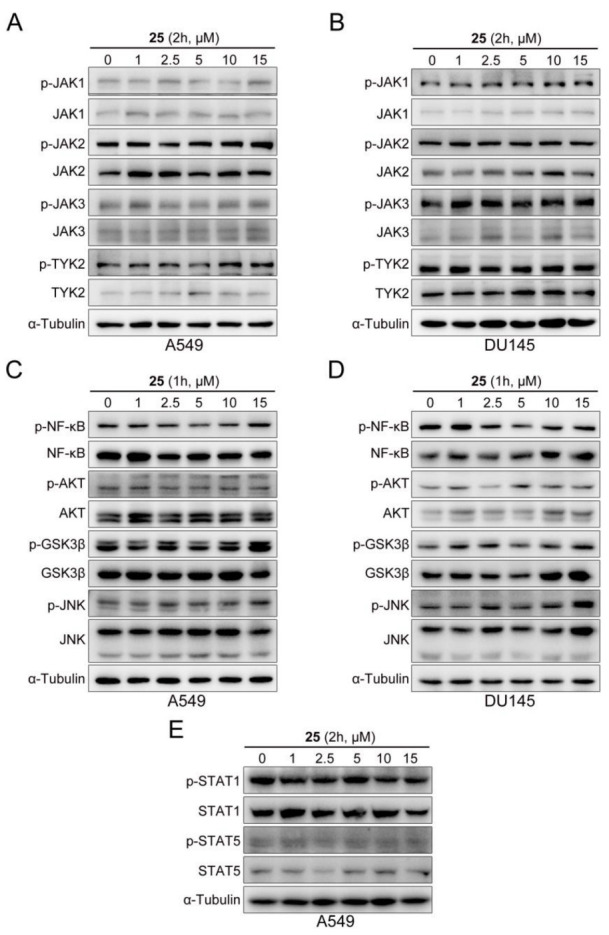 A
25 (2h, μM)
0 1 2.5 5 10 15
p-JAK1
JAK1
p-JAK2
JAK2
p-JAK3
JAK3
p-TYK2
TYK2
α-Tubulin
A549
B
25 (2h, μM)
0 1 2.5 5 10 15
p-JAK1
JAK1
p-JAK2
JAK2
p-JAK3
JAK3
p-TYK2
TYK2
α-Tubulin
DU145
C
25 (1h, μM)
0 1 2.5 5 10 15
p-NF-κB
NF-κB
p-AKT
AKT
p-GSK3β
GSK3β
p-JNK
JNK
α-Tubulin
A549
D
25 (1h, μM)
0 1 2.5 5 10 15
p-NF-κB
NF-κB
p-AKT
AKT
p-GSK3β
GSK3β
p-JNK
JNK
α-Tubulin
DU145
E
25 (2h, μM)
0 1 2.5 5 10 15
p-STAT1
STAT1
p-STAT5
STAT5
α-Tubulin
A549